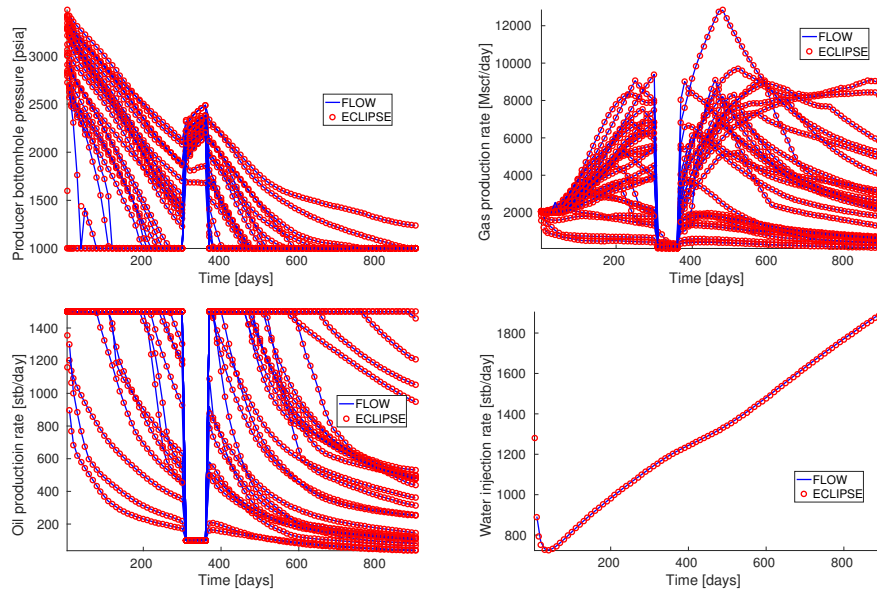 Producer bottomhole pressure [psia]
3000
2500
2000
1500
1000
200 400 600 800
Time [days]
FLOW
ECLIPSE
Gas production rate [Mscf/day]
12000
10000
8000
6000
4000
2000
200 400 600 800
Time [days]
FLOW
ECLIPSE
Oil productioin rate [stb/day]
1400
1200
1000
800
600
400
200
200 400 600 800
Time [days]
FLOW
ECLIPSE
Water injection rate [stb/day]
1800
1600
1400
1200
1000
800
200 400 600 800
Time [days]
FLOW
ECLIPSE